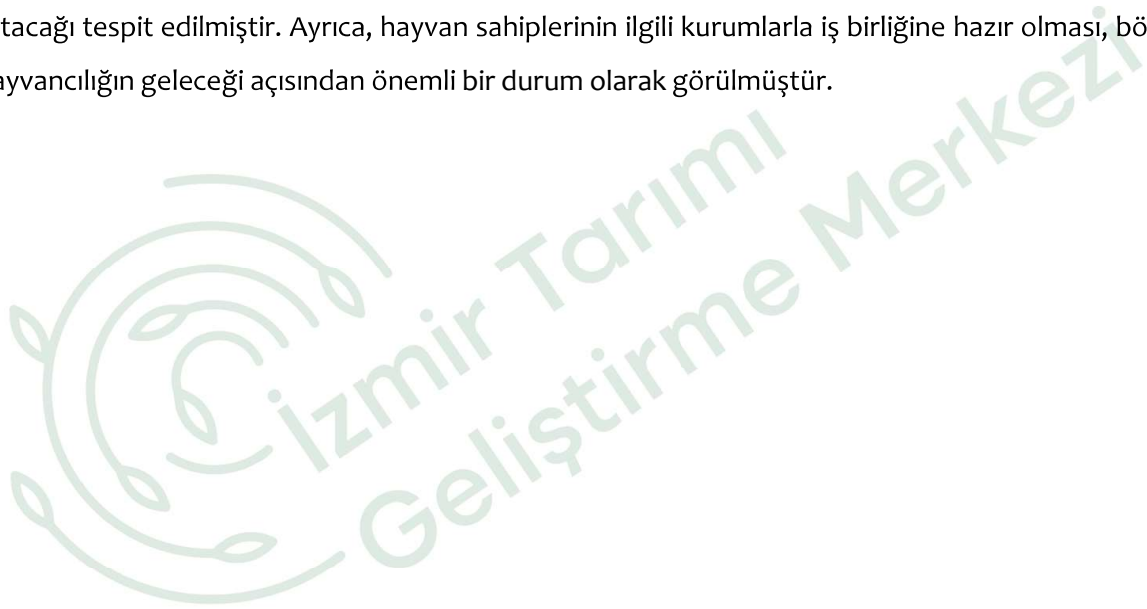 tacağı tespit edilmiştir. Ayrıca, hayvan sahiplerinin ilgili kurumlarla iş birliğine hazır olması, bö
ayvancılığın geleceği açısından önemli bir durum olarak görülmüştür.
İzmir Tarımı
Geliştirme Merkezi